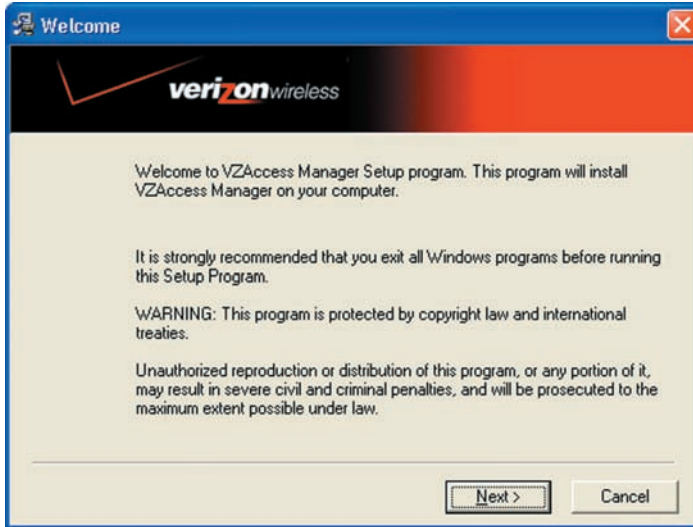 Welcome
verizonwireless
Welcome to VZAccess Manager Setup program. This program will install
VZAccess Manager on your computer.
It is strongly recommended that you exit all Windows programs before running
this Setup Program.
WARNING: This program is protected by copyright law and international
treaties.
Unauthorized reproduction or distribution of this program, or any portion of it,
may result in severe civil and criminal penalties, and will be prosecuted to the
maximum extent possible under law.
Next >
Cancel